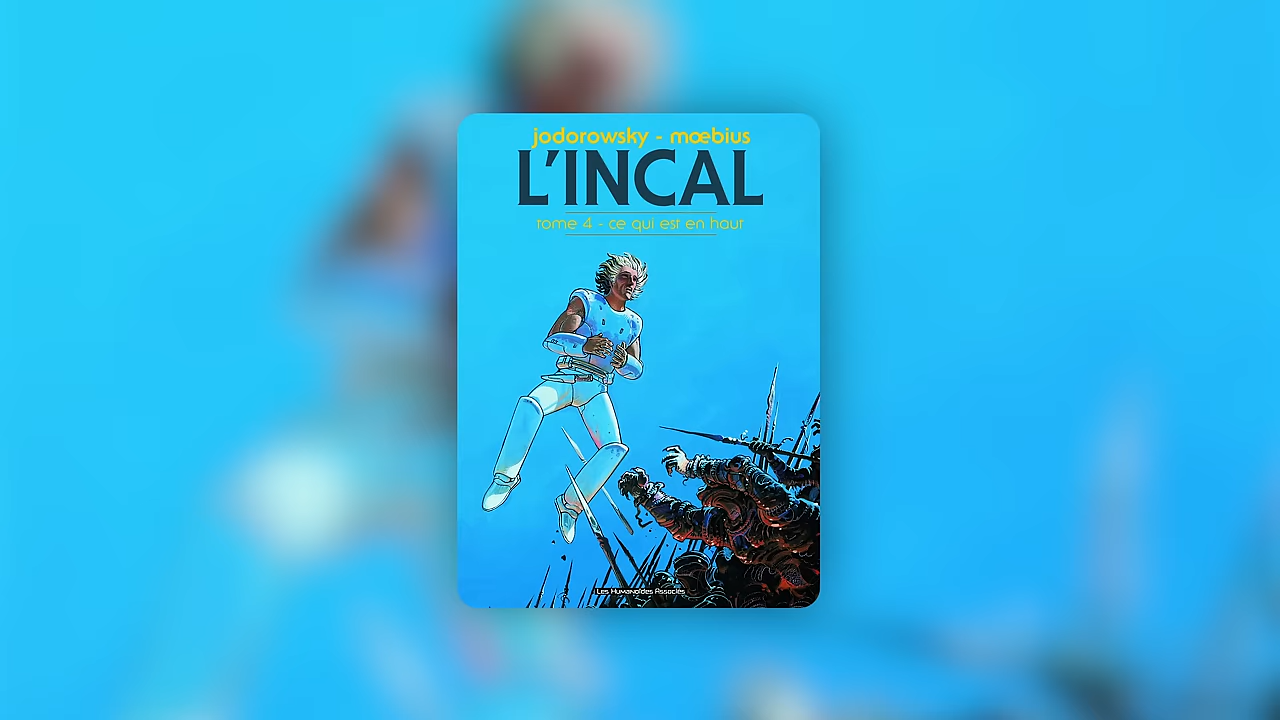 jodorowsky - mœbius
L'INCAL
tome 4 - ce qui est en haut
Les Humanoïdes Associés